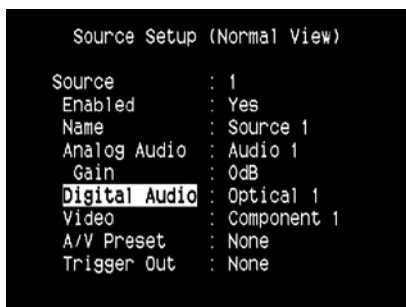 Source Setup (Normal View)
Source : 1
Enabled : Yes
Name : Source 1
Analog Audio : Audio 1
Gain : 0dB
Digital Audio : Optical 1
Video : Component 1
A/V Preset : None
Trigger Out : None